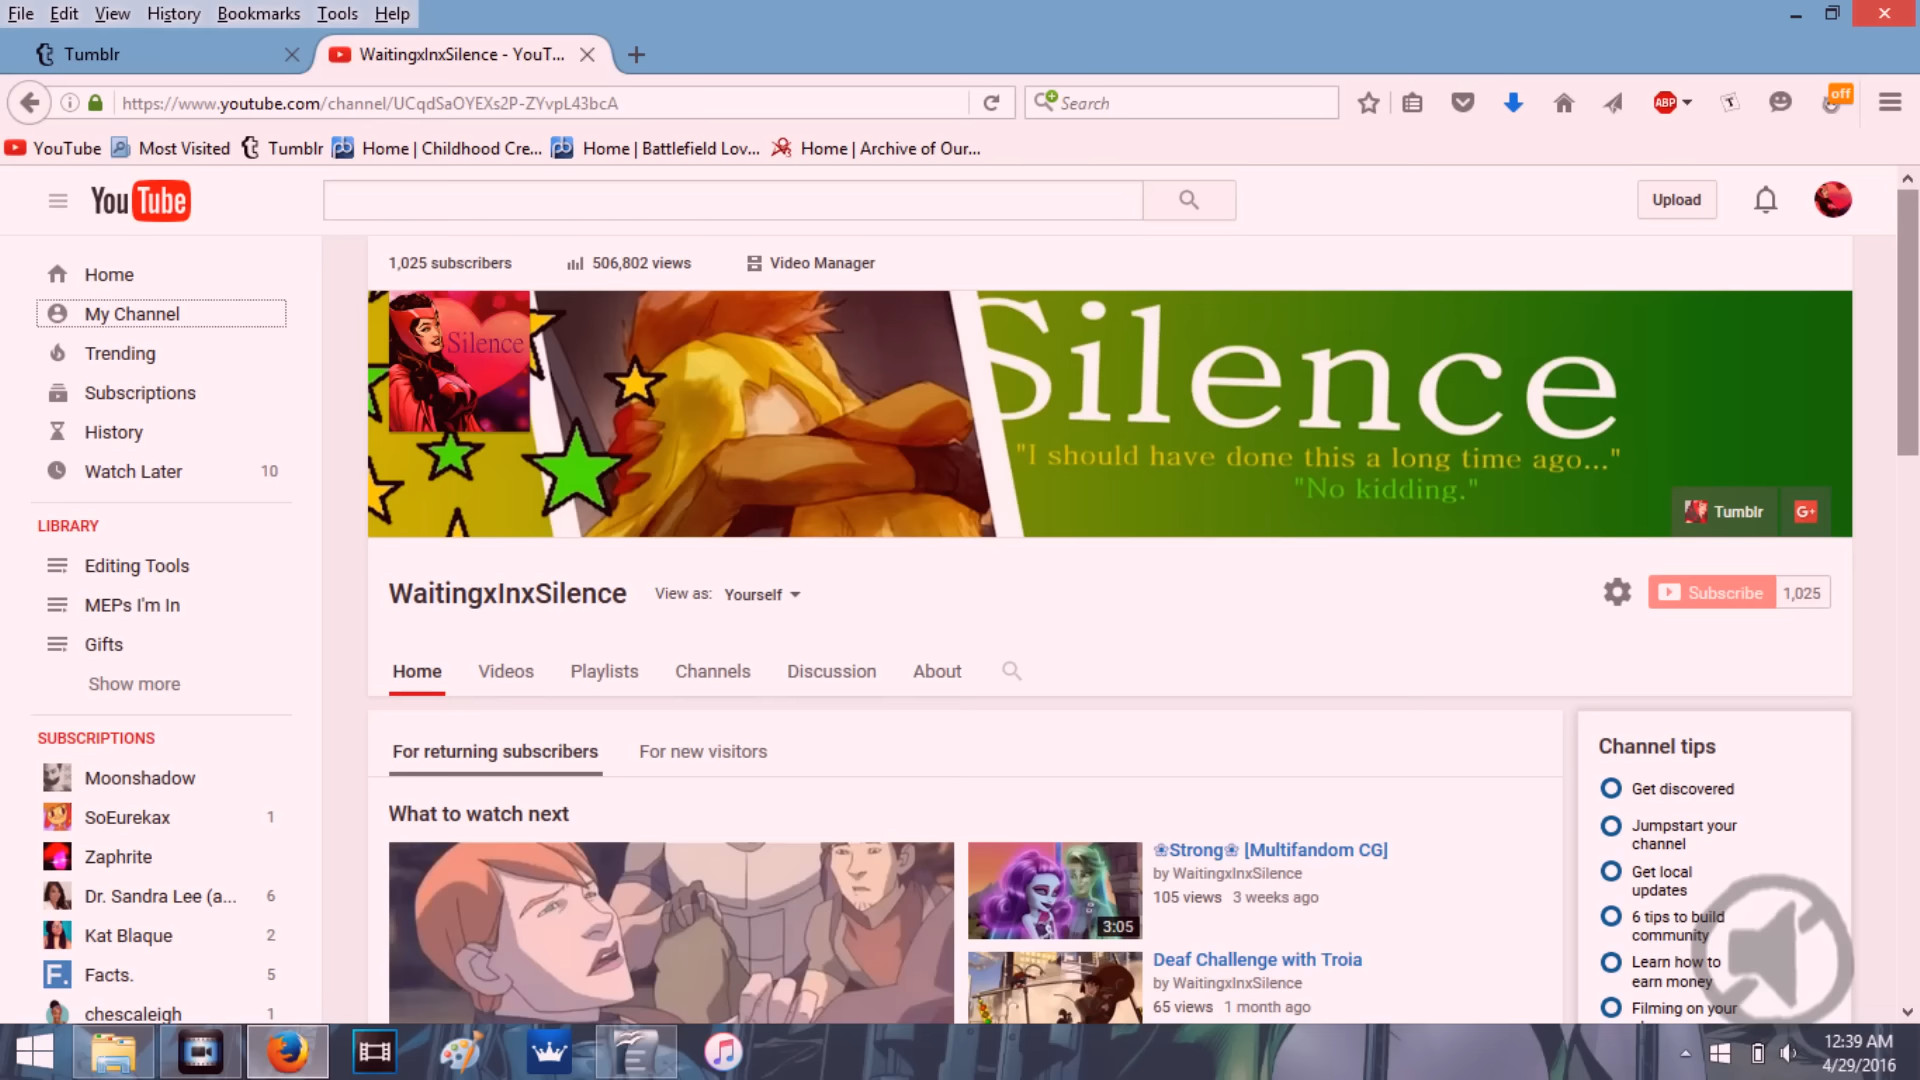 File Edit View History Bookmarks Tools Help
Tumblr
WaitingxInxSilence - YouT...
https://www.youtube.com/channel/UCqdSaOYEXs2P-ZYvpL43bcA
Search
ABP
T
off
YouTube Most Visited Tumblr Home | Childhood Cre... Home | Battlefield Lov... Home | Archive of Our...
YouTube
Upload
Home
My Channel
Trending
Subscriptions
History
Watch Later 10
LIBRARY
Editing Tools
MEPs I'm In
Gifts
Show more
SUBSCRIPTIONS
Moonshadow
SoEurekax 1
Zaphrite
Dr. Sandra Lee (a... 6
Kat Blaque 2
Facts. 5
chescaleigh 1
1,025 subscribers 506,802 views Video Manager
Silence
Silence
"I should have done this a long time ago..."
"No kidding."
Tumblr G+
WaitingxInxSilence View as: Yourself
Subscribe 1,025
Home Videos Playlists Channels Discussion About
For returning subscribers For new visitors
What to watch next
3:05
❀Strong❀ [Multifandom CG]
by WaitingxInxSilence
105 views 3 weeks ago
Deaf Challenge with Troia
by WaitingxInxSilence
65 views 1 month ago
Channel tips
Get discovered
Jumpstart your
channel
Get local
updates
6 tips to build
community
Learn how to
earn money
Filming on your
12:39 AM
4/29/2016